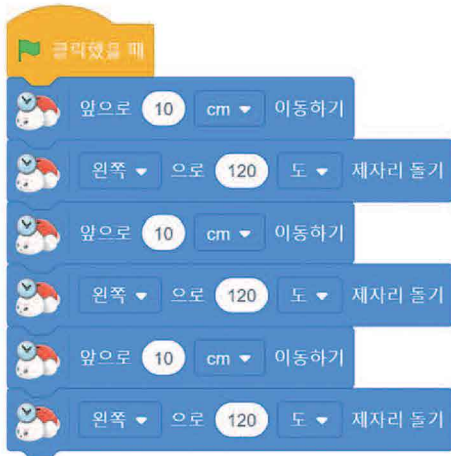 클릭했을 때
앞으로 10 cm 이동하기
왼쪽 으로 120 도 제자리 돌기
앞으로 10 cm 이동하기
왼쪽 으로 120 도 제자리 돌기
앞으로 10 cm 이동하기
왼쪽 으로 120 도 제자리 돌기